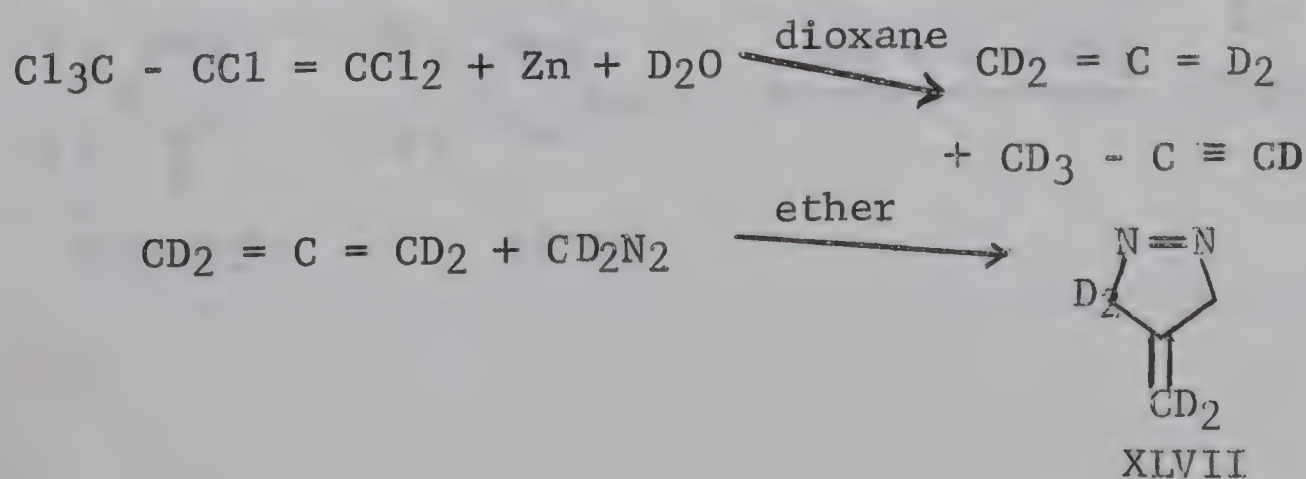 dioxane
Cl3C - CCl = CCl2 + Zn + D2O CD2 = C = D2
+ CD3 - C ≡ CD
ether
CD2 = C = CD2 + CD2N2
N=N
D2
CD2
XLVII